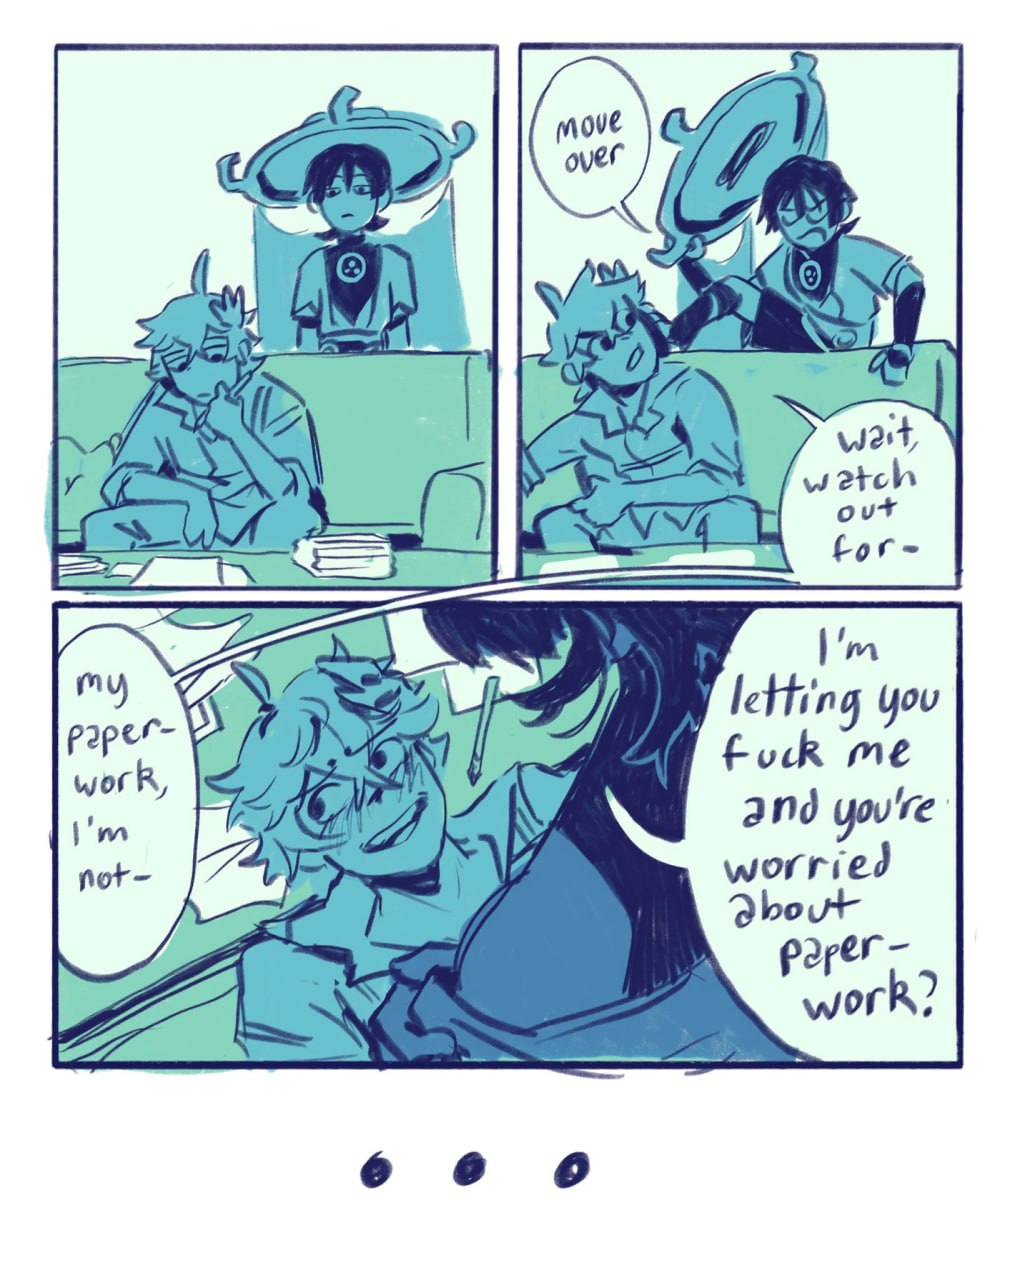 move
over
wait,
watch
out
for-
my
paper-
work,
I'm
not-
I'm
letting you
fuck me
and you're
worried
about
paper-
work?